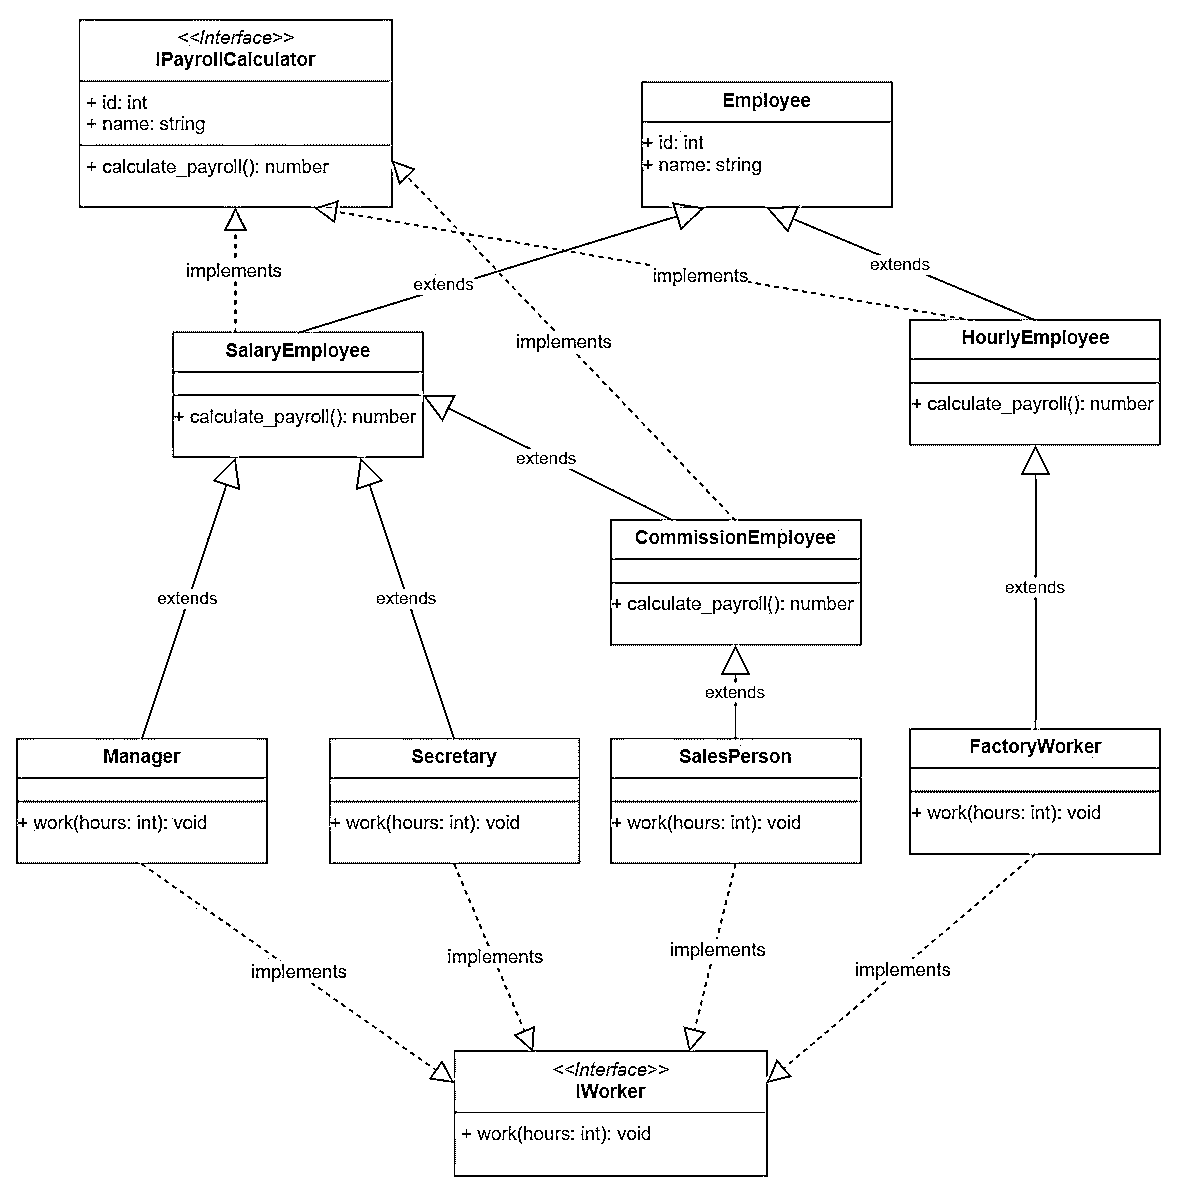 <<Interface>>
IPayrollCalculator
+ id: int
+ name: string
+ calculate_payroll(): number
Employee
+ id: int
+ name: string
implements
extends
implements
extends
implements
SalaryEmployee
+ calculate_payroll(): number
HourlyEmployee
+ calculate_payroll(): number
extends
CommissionEmployee
+ calculate_payroll(): number
extends
extends
extends
extends
Manager
+ work(hours: int): void
Secretary
+ work(hours: int): void
SalesPerson
+ work(hours: int): void
FactoryWorker
+ work(hours: int): void
implements
implements
implements
implements
<<Interface>>
IWorker
+ work(hours: int): void